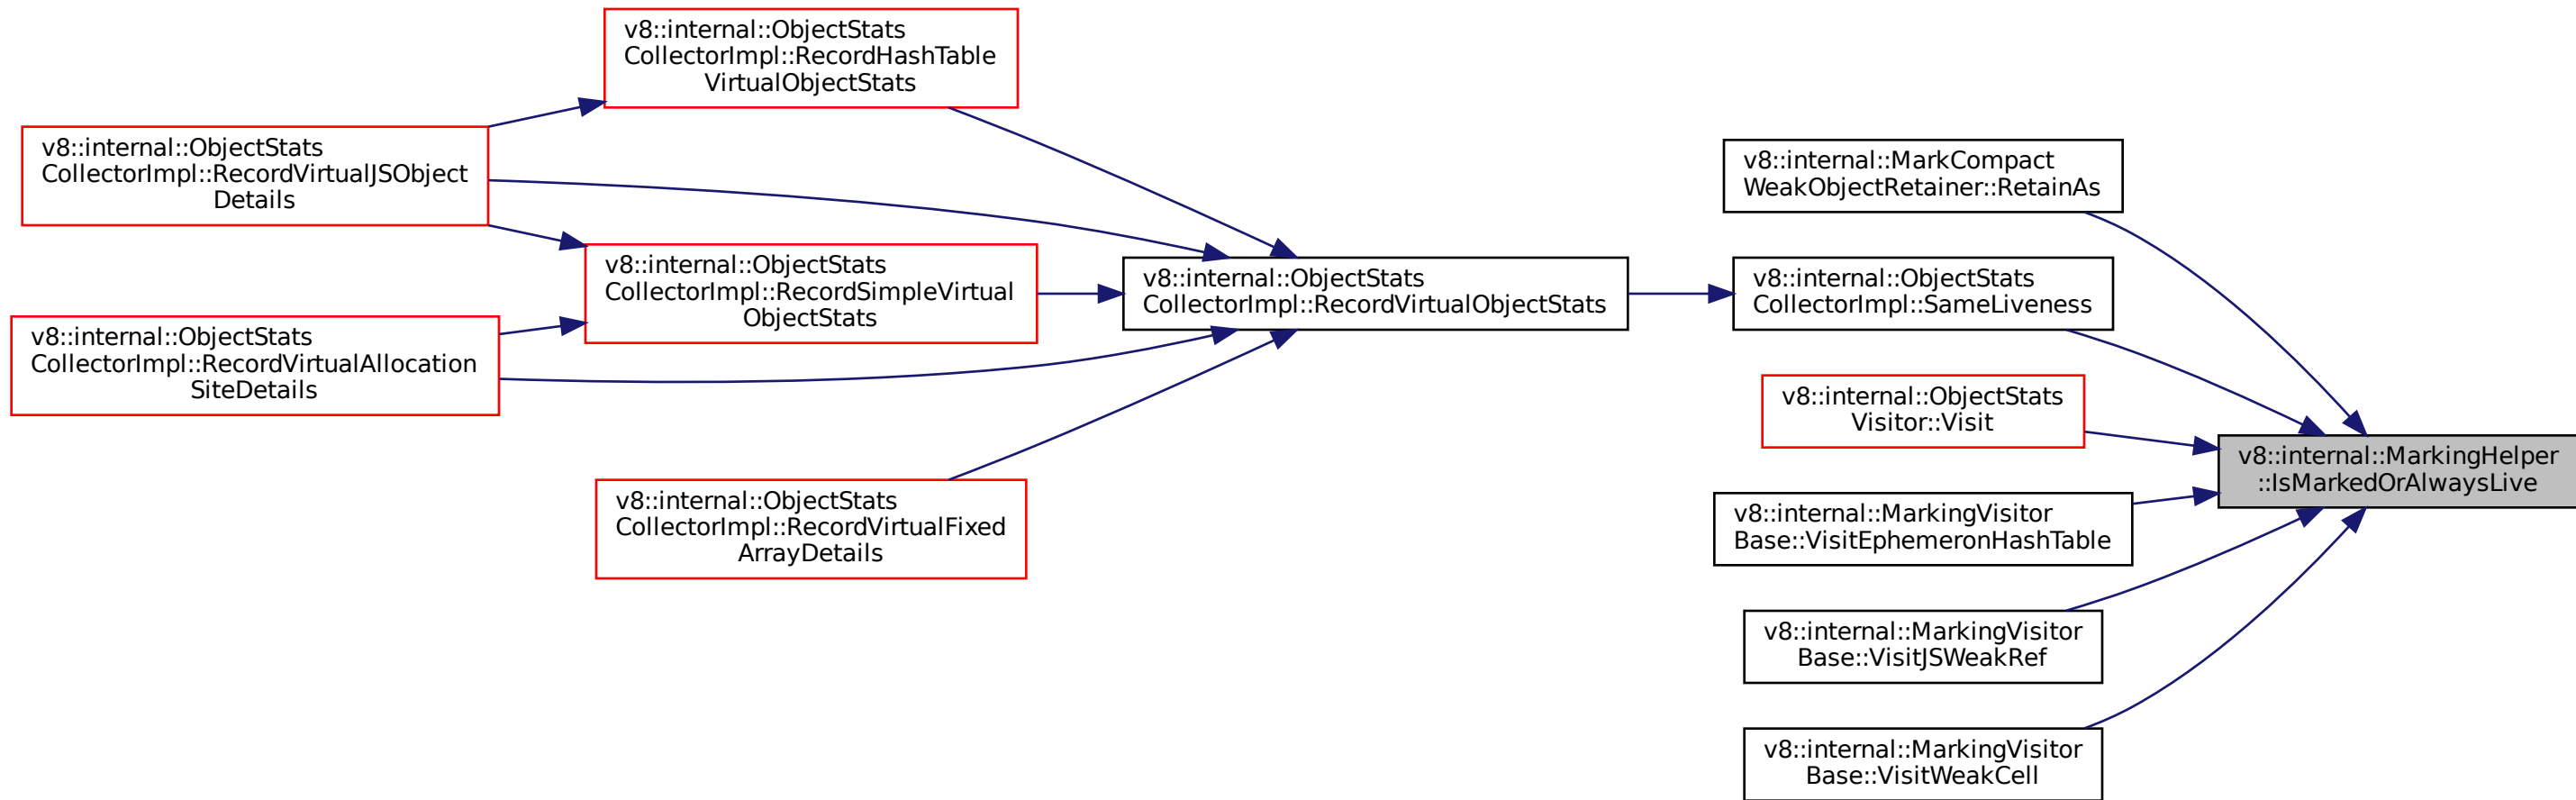 v8::internal::ObjectStats
CollectorImpl::RecordHashTable
VirtualObjectStats
v8::internal::ObjectStats
CollectorImpl::RecordVirtualJSObject
Details
v8::internal::ObjectStats
CollectorImpl::RecordSimpleVirtual
ObjectStats
v8::internal::ObjectStats
CollectorImpl::RecordVirtualAllocation
SiteDetails
v8::internal::ObjectStats
CollectorImpl::RecordVirtualFixed
ArrayDetails
v8::internal::ObjectStats
CollectorImpl::RecordVirtualObjectStats
v8::internal::MarkCompact
WeakObjectRetainer::RetainAs
v8::internal::ObjectStats
CollectorImpl::SameLiveness
v8::internal::ObjectStats
Visitor::Visit
v8::internal::MarkingVisitor
Base::VisitEphemeronHashTable
v8::internal::MarkingVisitor
Base::VisitJSWeakRef
v8::internal::MarkingVisitor
Base::VisitWeakCell
v8::internal::MarkingHelper
::IsMarkedOrAlwaysLive